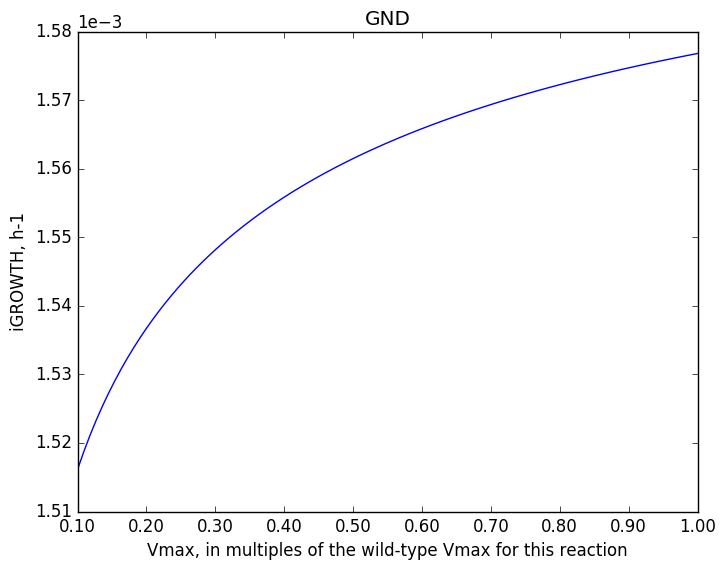 GND
1e−3
1.58
1.57
1.56
1.55
1.54
1.53
1.52
1.51
iGROWTH, h-1
0.10 0.20 0.30 0.40 0.50 0.60 0.70 0.80 0.90 1.00
Vmax, in multiples of the wild-type Vmax for this reaction